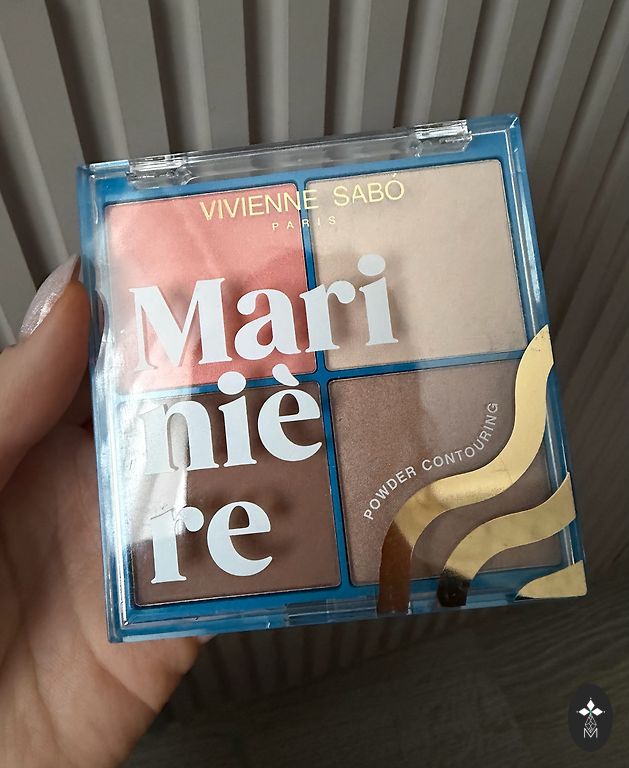 VIVIENNE SABÓ
PARIS
Mari
niè
re
POWDER CONTOURING
M